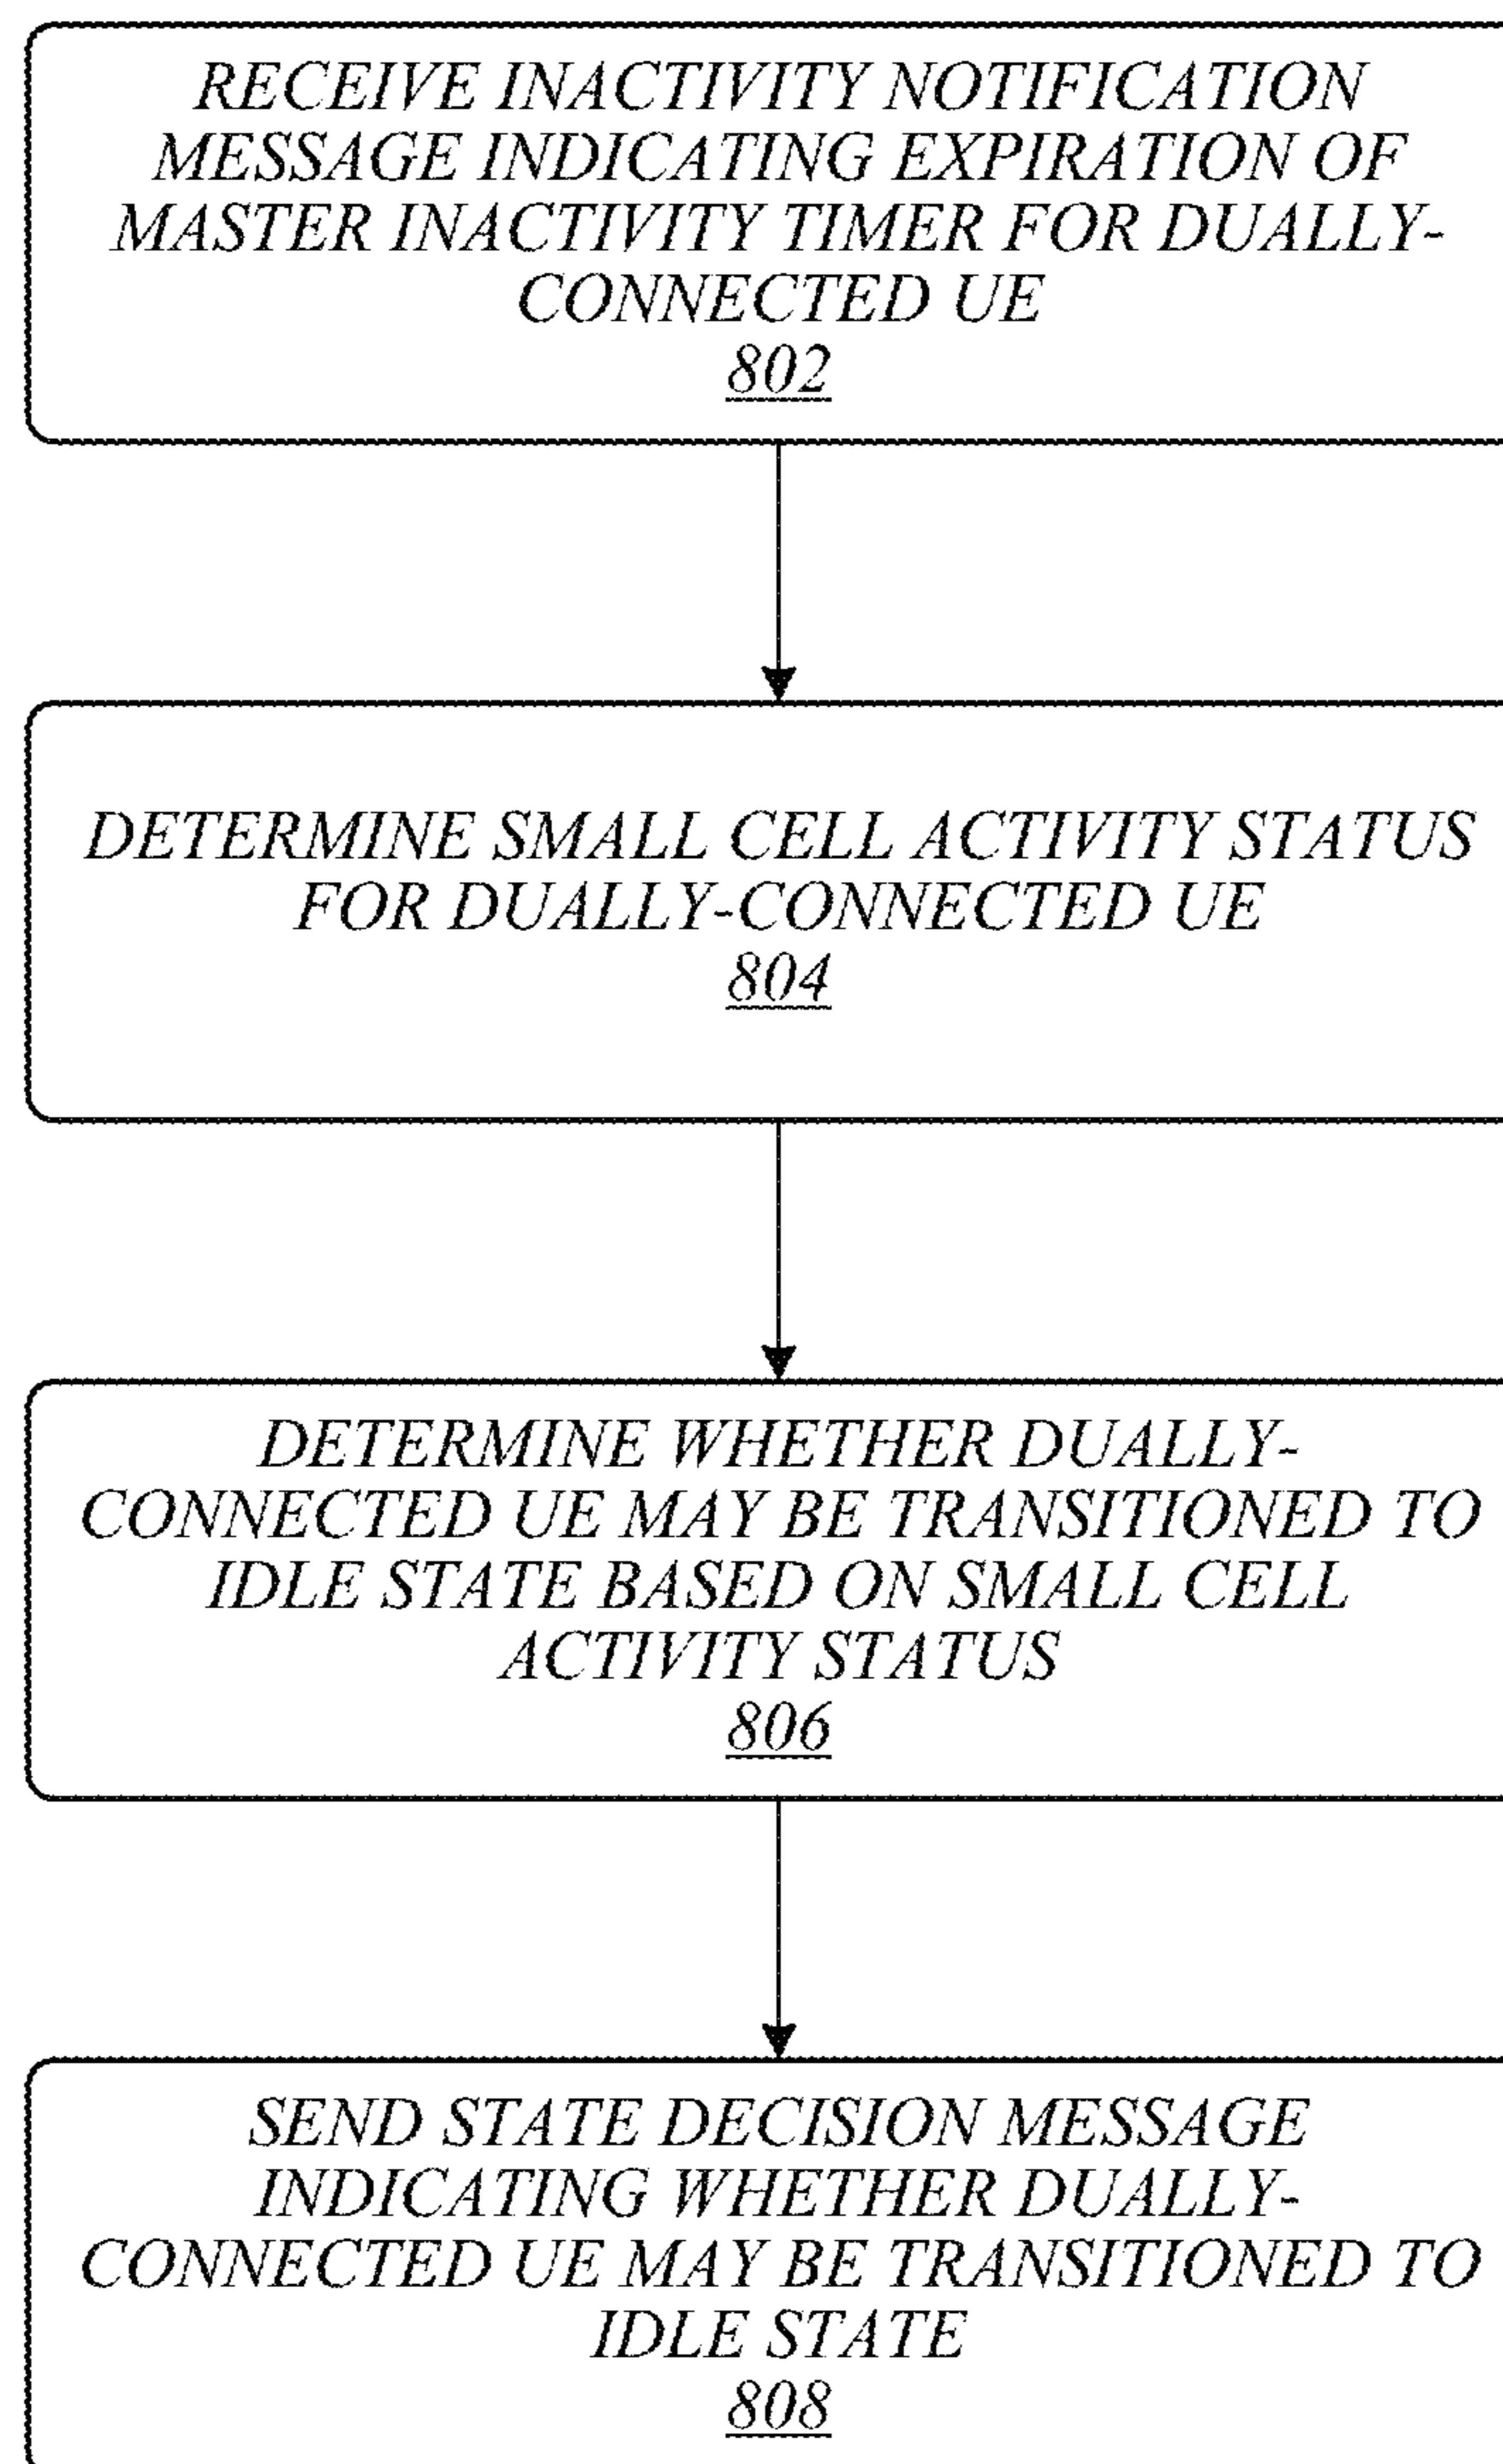 RECEIVE INACTIVITY NOTIFICATION
MESSAGE INDICATING EXPIRATION OF
MASTER INACTIVITY TIMER FOR DUALLY-
CONNECTED UE
802
DETERMINE SMALL CELL ACTIVITY STATUS
FOR DUALLY-CONNECTED UE
804
DETERMINE WHETHER DUALLY-
CONNECTED UE MAY BE TRANSITIONED TO
IDLE STATE BASED ON SMALL CELL
ACTIVITY STATUS
806
SEND STATE DECISION MESSAGE
INDICATING WHETHER DUALLY-
CONNECTED UE MAY BE TRANSITIONED TO
IDLE STATE
808